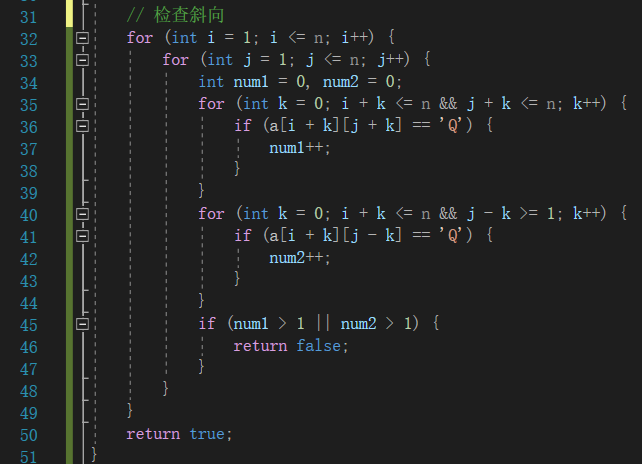 31 // 检查斜向
32 for (int i = 1; i <= n; i++) {
33 for (int j = 1; j <= n; j++) {
34 int num1 = 0, num2 = 0;
35 for (int k = 0; i + k <= n && j + k <= n; k++) {
36 if (a[i + k][j + k] == 'Q') {
37 num1++;
38 }
39 }
40 for (int k = 0; i + k <= n && j - k >= 1; k++) {
41 if (a[i + k][j - k] == 'Q') {
42 num2++;
43 }
44 }
45 if (num1 > 1 || num2 > 1) {
46 return false;
47 }
48 }
49 }
50 return true;
51 }